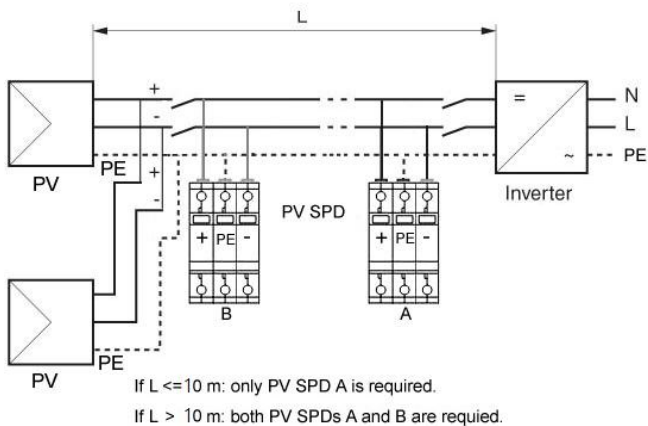 L
+
-
=
N
L
PE
~
PE
PV
+
-
PV SPD
Inverter
+ PE -
+ PE -
B
A
PE
PV
If L <=10 m: only PV SPD A is required.
If L > 10 m: both PV SPDs A and B are requied.